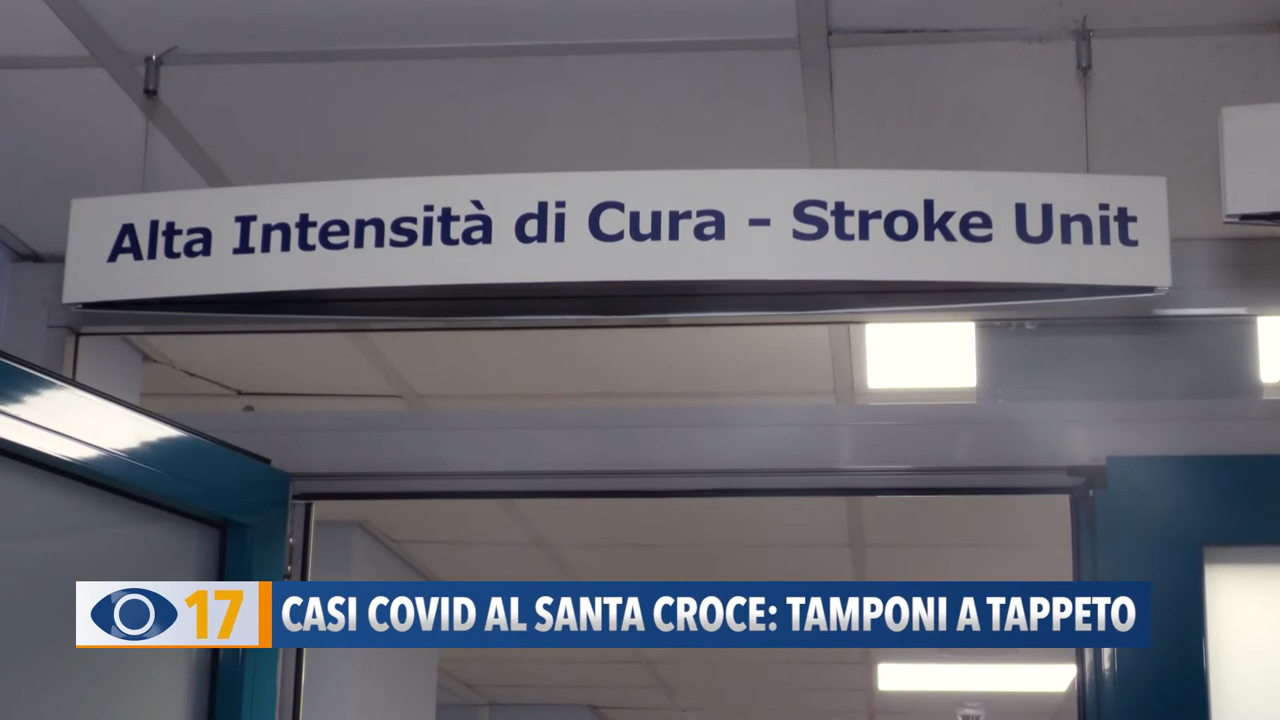 Alta Intensità di Cura - Stroke Unit
17 CASI COVID AL SANTA CROCE: TAMPONI A TAPPETO